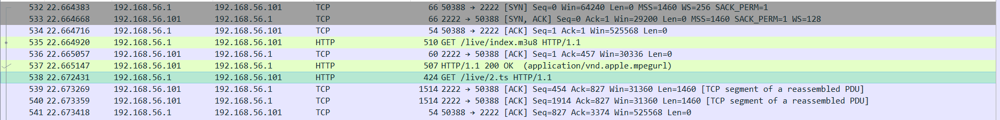 532 22.664383 192.168.56.1 192.168.56.101 TCP 66 50388 → 2222 [SYN] Seq=0 Win=64240 Len=0 MSS=1460 WS=256 SACK_PERM=1
533 22.664668 192.168.56.101 192.168.56.1 TCP 66 2222 → 50388 [SYN, ACK] Seq=0 Ack=1 Win=29200 Len=0 MSS=1460 SACK_PERM=1 WS=128
534 22.664716 192.168.56.1 192.168.56.101 TCP 54 50388 → 2222 [ACK] Seq=1 Ack=1 Win=525568 Len=0
535 22.664920 192.168.56.1 192.168.56.101 HTTP 510 GET /live/index.m3u8 HTTP/1.1
536 22.665057 192.168.56.101 192.168.56.1 TCP 60 2222 → 50388 [ACK] Seq=1 Ack=457 Win=30336 Len=0
537 22.665147 192.168.56.101 192.168.56.1 HTTP 507 HTTP/1.1 200 OK  (application/vnd.apple.mpegurl)
538 22.672431 192.168.56.1 192.168.56.101 HTTP 424 GET /live/2.ts HTTP/1.1
539 22.673269 192.168.56.101 192.168.56.1 TCP 1514 2222 → 50388 [ACK] Seq=454 Ack=827 Win=31360 Len=1460 [TCP segment of a reassembled PDU]
540 22.673359 192.168.56.101 192.168.56.1 TCP 1514 2222 → 50388 [ACK] Seq=1914 Ack=827 Win=31360 Len=1460 [TCP segment of a reassembled PDU]
541 22.673418 192.168.56.1 192.168.56.101 TCP 54 50388 → 2222 [ACK] Seq=827 Ack=3374 Win=525568 Len=0